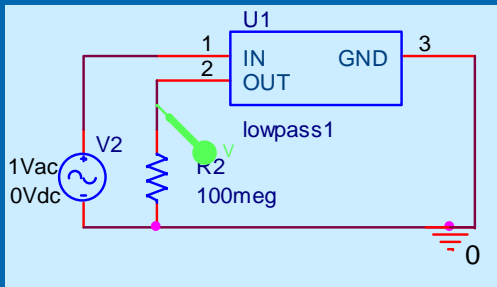 U1
1 IN GND 3
2 OUT
lowpass1
V2
1Vac
0Vdc
V
R2
100meg
0